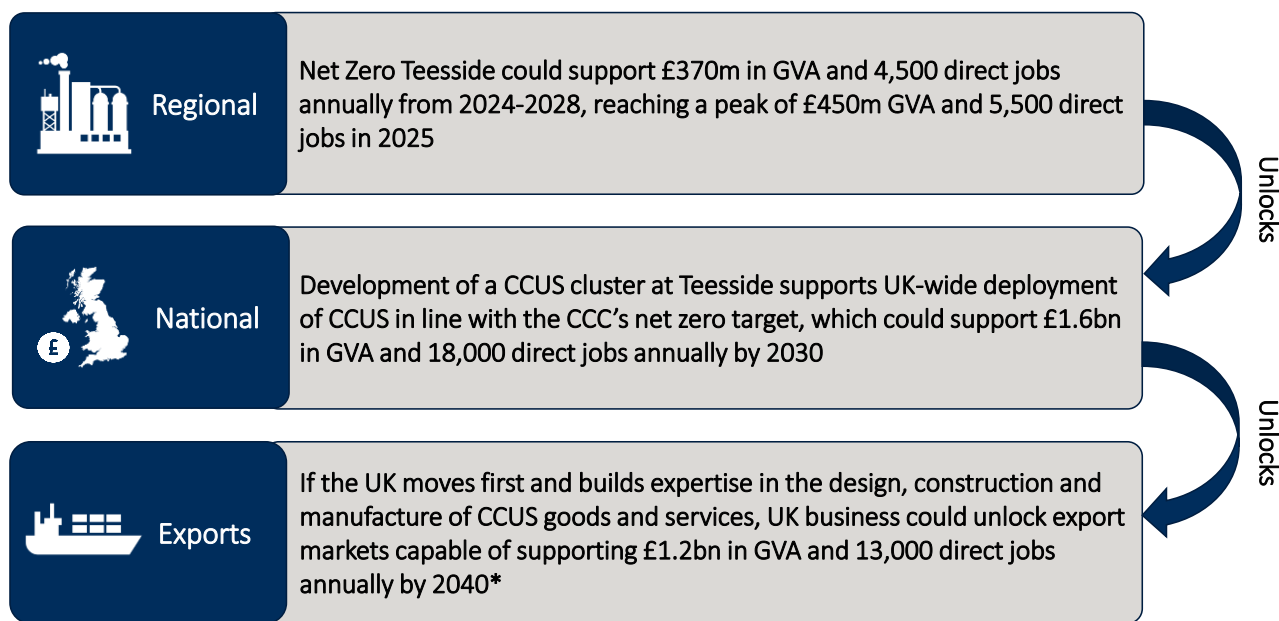 Regional
Net Zero Teesside could support £370m in GVA and 4,500 direct jobs
annually from 2024-2028, reaching a peak of £450m GVA and 5,500 direct
jobs in 2025
Unlocks
£
National
Development of a CCUS cluster at Teesside supports UK-wide deployment
of CCUS in line with the CCC's net zero target, which could support £1.6bn
in GVA and 18,000 direct jobs annually by 2030
Unlocks
Exports
If the UK moves first and builds expertise in the design, construction and
manufacture of CCUS goods and services, UK business could unlock export
markets capable of supporting £1.2bn in GVA and 13,000 direct jobs
annually by 2040*